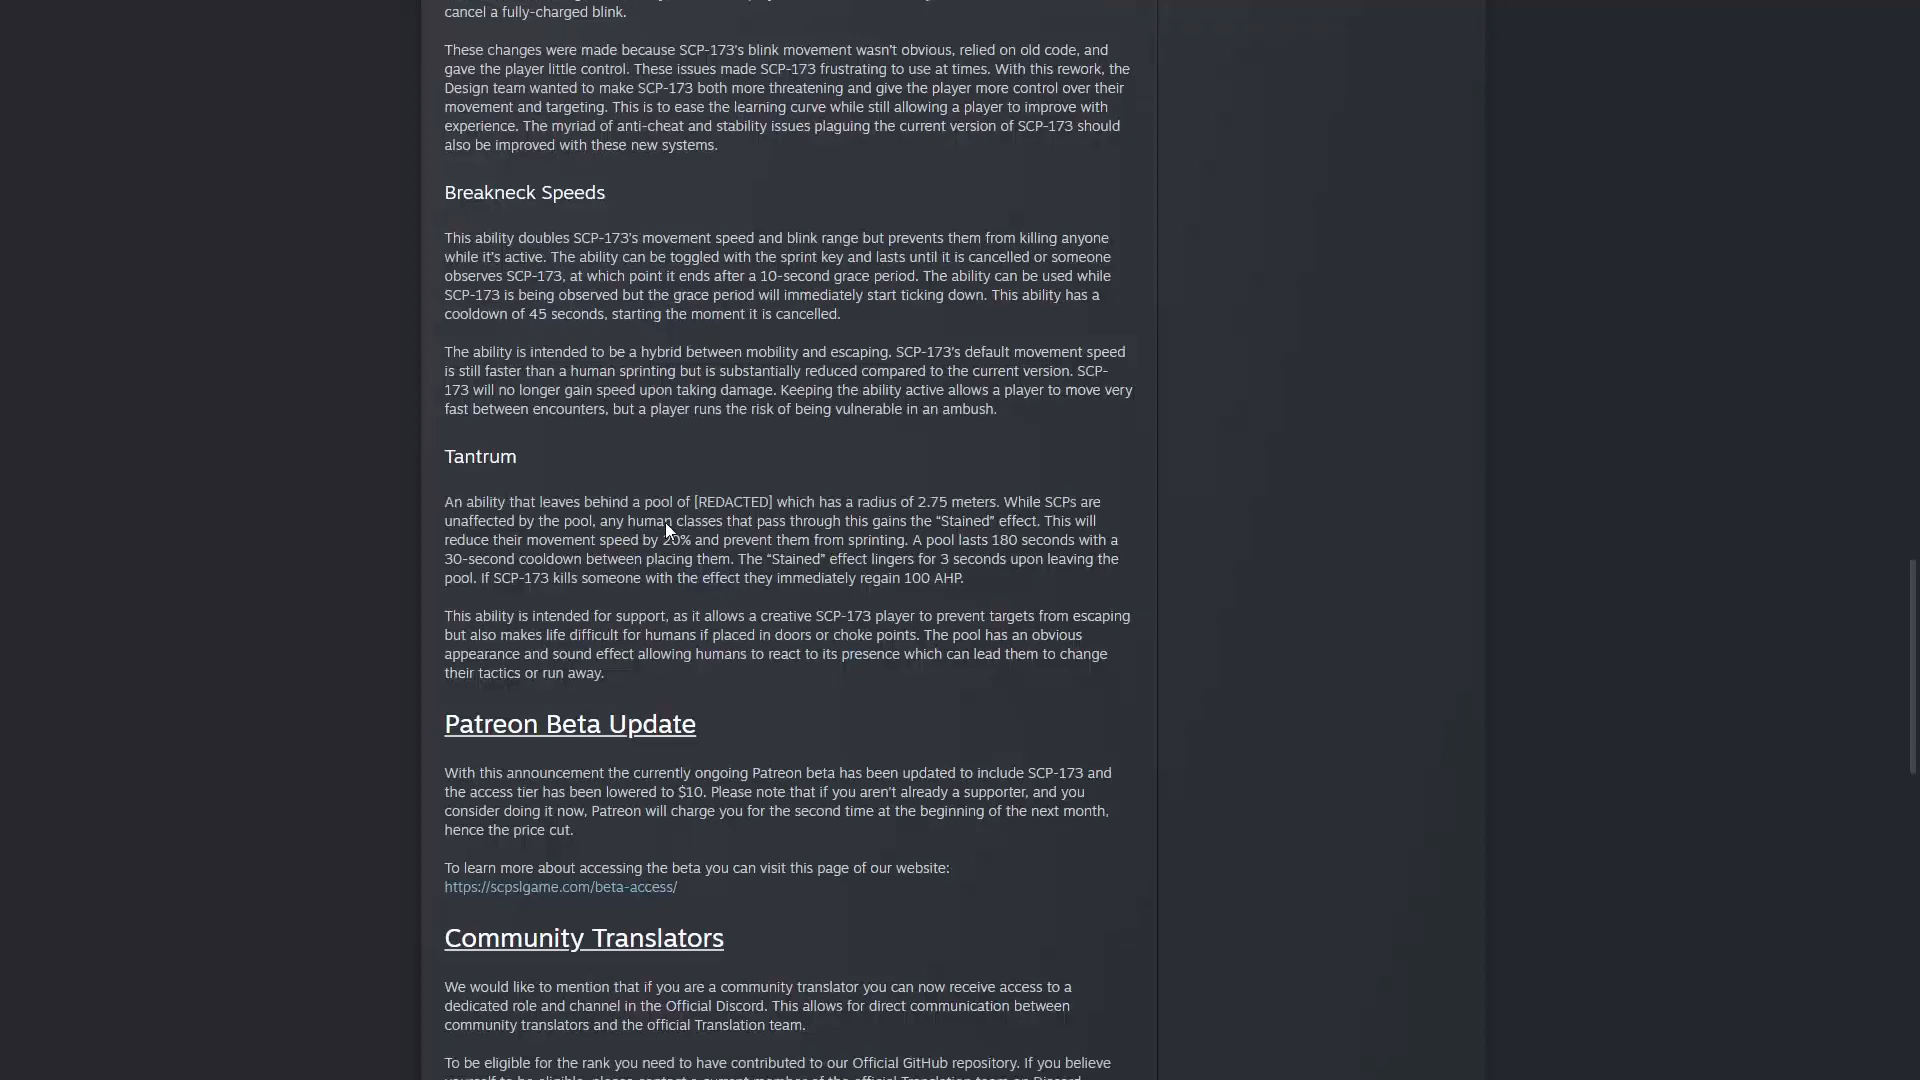 cancel a fully-charged blink.
These changes were made because SCP-173's blink movement wasn't obvious, relied on old code, and
gave the player little control. These issues made SCP-173 frustrating to use at times. With this rework, the
Design team wanted to make SCP-173 both more threatening and give the player more control over their
movement and targeting. This is to ease the learning curve while still allowing a player to improve with
experience. The myriad of anti-cheat and stability issues plaguing the current version of SCP-173 should
also be improved with these new systems.
Breakneck Speeds
This ability doubles SCP-173's movement speed and blink range but prevents them from killing anyone
while it's active. The ability can be toggled with the sprint key and lasts until it is cancelled or someone
observes SCP-173, at which point it ends after a 10-second grace period. The ability can be used while
SCP-173 is being observed but the grace period will immediately start ticking down. This ability has a
cooldown of 45 seconds, starting the moment it is cancelled.
The ability is intended to be a hybrid between mobility and escaping. SCP-173's default movement speed
is still faster than a human sprinting but is substantially reduced compared to the current version. SCP-
173 will no longer gain speed upon taking damage. Keeping the ability active allows a player to move very
fast between encounters, but a player runs the risk of being vulnerable in an ambush.
Tantrum
An ability that leaves behind a pool of [REDACTED] which has a radius of 2.75 meters. While SCPs are
unaffected by the pool, any human classes that pass through this gains the “Stained” effect. This will
reduce their movement speed by 20% and prevent them from sprinting. A pool lasts 180 seconds with a
30-second cooldown between placing them. The “Stained” effect lingers for 3 seconds upon leaving the
pool. If SCP-173 kills someone with the effect they immediately regain 100 AHP.
This ability is intended for support, as it allows a creative SCP-173 player to prevent targets from escaping
but also makes life difficult for humans if placed in doors or choke points. The pool has an obvious
appearance and sound effect allowing humans to react to its presence which can lead them to change
their tactics or run away.
Patreon Beta Update
With this announcement the currently ongoing Patreon beta has been updated to include SCP-173 and
the access tier has been lowered to $10. Please note that if you aren't already a supporter, and you
consider doing it now, Patreon will charge you for the second time at the beginning of the next month,
hence the price cut.
To learn more about accessing the beta you can visit this page of our website:
https://scpslgame.com/beta-access/
Community Translators
We would like to mention that if you are a community translator you can now receive access to a
dedicated role and channel in the Official Discord. This allows for direct communication between
community translators and the official Translation team.
To be eligible for the rank you need to have contributed to our Official GitHub repository. If you believe